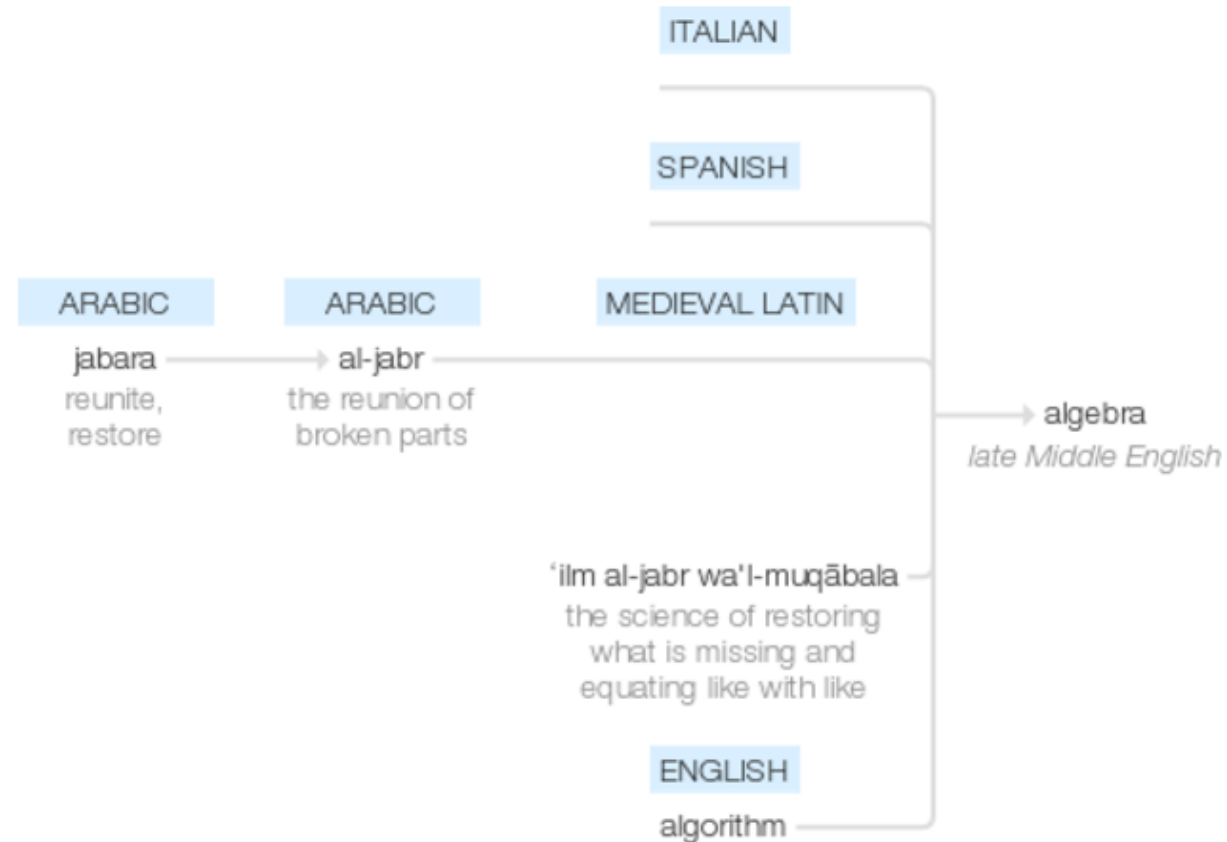 ITALIAN
SPANISH
ARABIC
ARABIC
MEDIEVAL LATIN
jabara
al-jabr
reunite,
restore
the reunion of
broken parts
algebra
late Middle English
ʻilm al-jabr wa'l-muqābala
the science of restoring
what is missing and
equating like with like
ENGLISH
algorithm